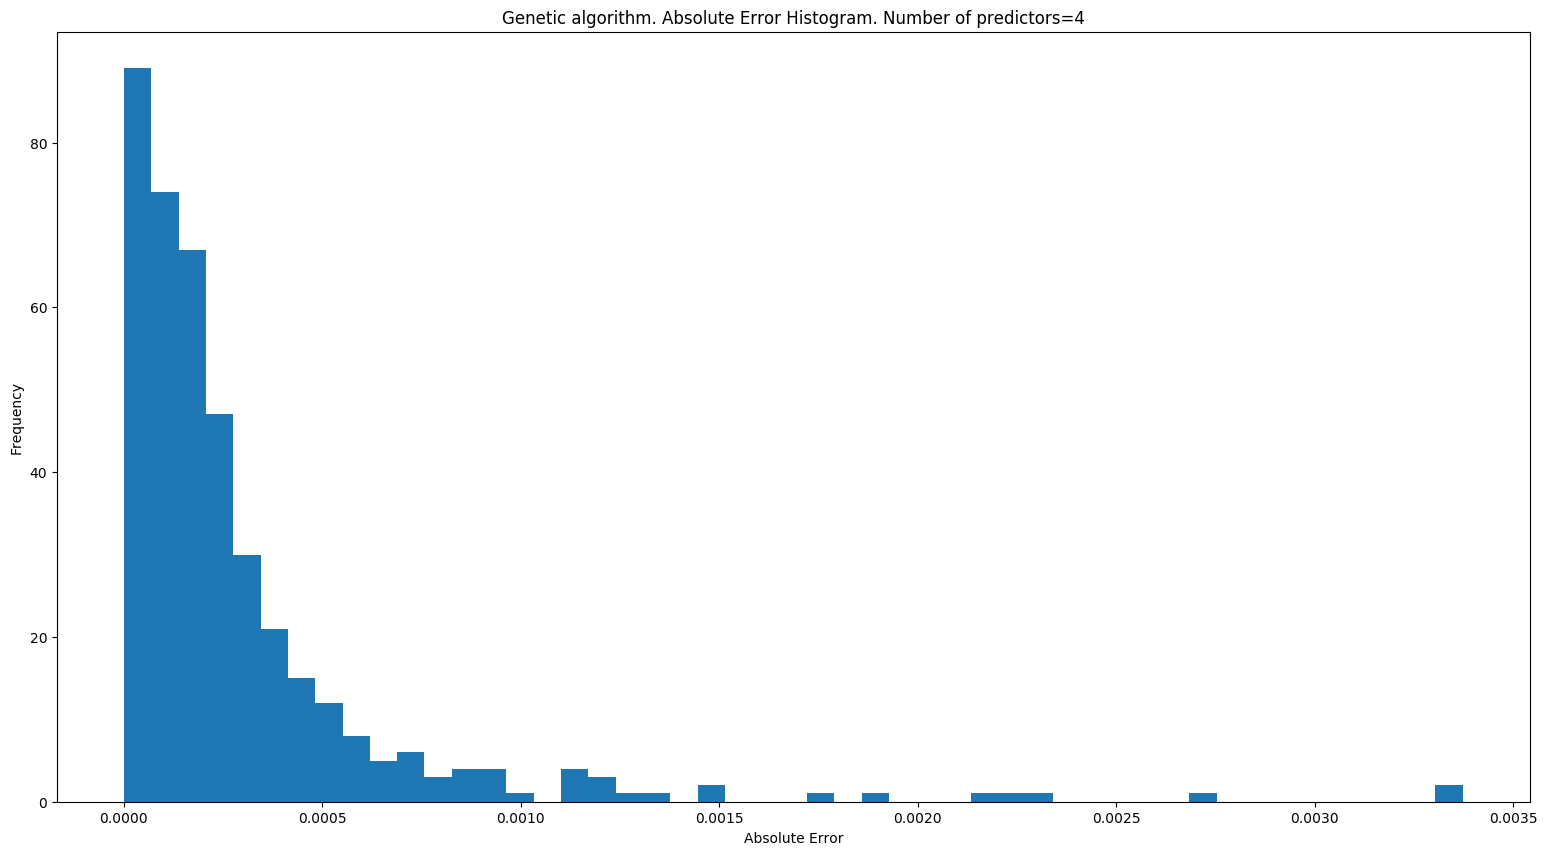 Genetic algorithm. Absolute Error Histogram. Number of predictors=4
Frequency
80
60
40
20
0
0.0000 0.0005 0.0010 0.0015 0.0020 0.0025 0.0030 0.0035
Absolute Error